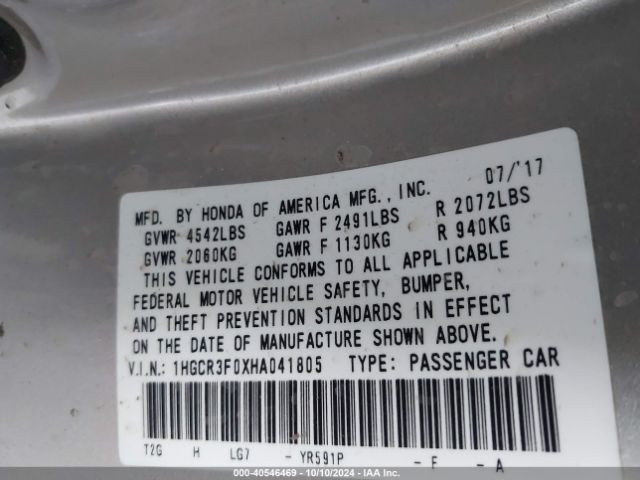 MFD. BY HONDA OF AMERICA MFG., INC. 07/'17
GVWR 4542LBS GAWR F 2491LBS R 2072LBS
GVWR 2060KG GAWR F 1130KG R 940KG
THIS VEHICLE CONFORMS TO ALL APPLICABLE
FEDERAL MOTOR VEHICLE SAFETY, BUMPER,
AND THEFT PREVENTION STANDARDS IN EFFECT
ON THE DATE OF MANUFACTURE SHOWN ABOVE.
V.I.N.: 1HGCR3F0XHA041805 TYPE: PASSENGER CAR
T2G H LG7 - YR591P - F - A
000-40546469 - 10/10/2024 - IAA Inc.